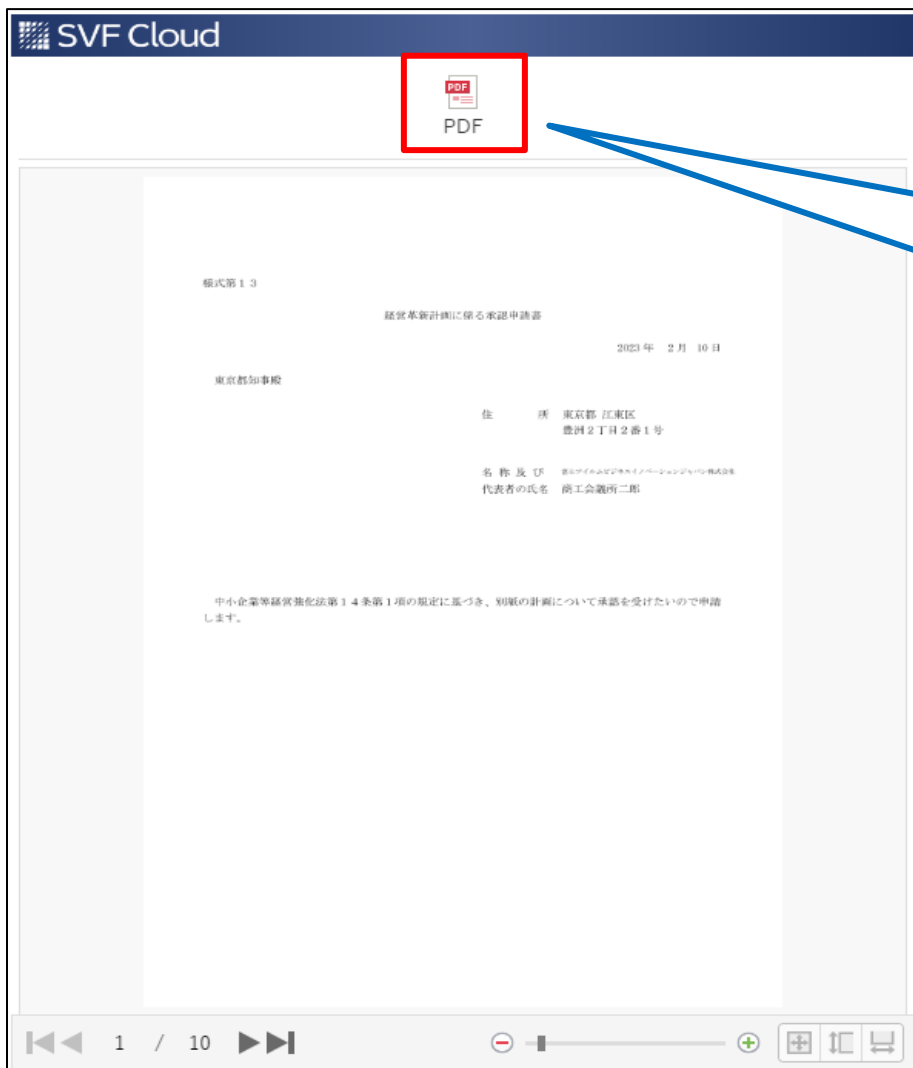 SVF Cloud
PDF
PDF
様式第13
経営革新計画に係る承認申請書
2023 年　2 月　10 日
東京都知事殿
住　所　東京都 江東区
豊洲２丁目２番１号
名 称 及 び
代表者の氏名　商工会議所二郎
中小企業等経営強化法第１４条第１項の規定に基づき、別紙の計画について承認を受けたいので申請
します。
1 / 10